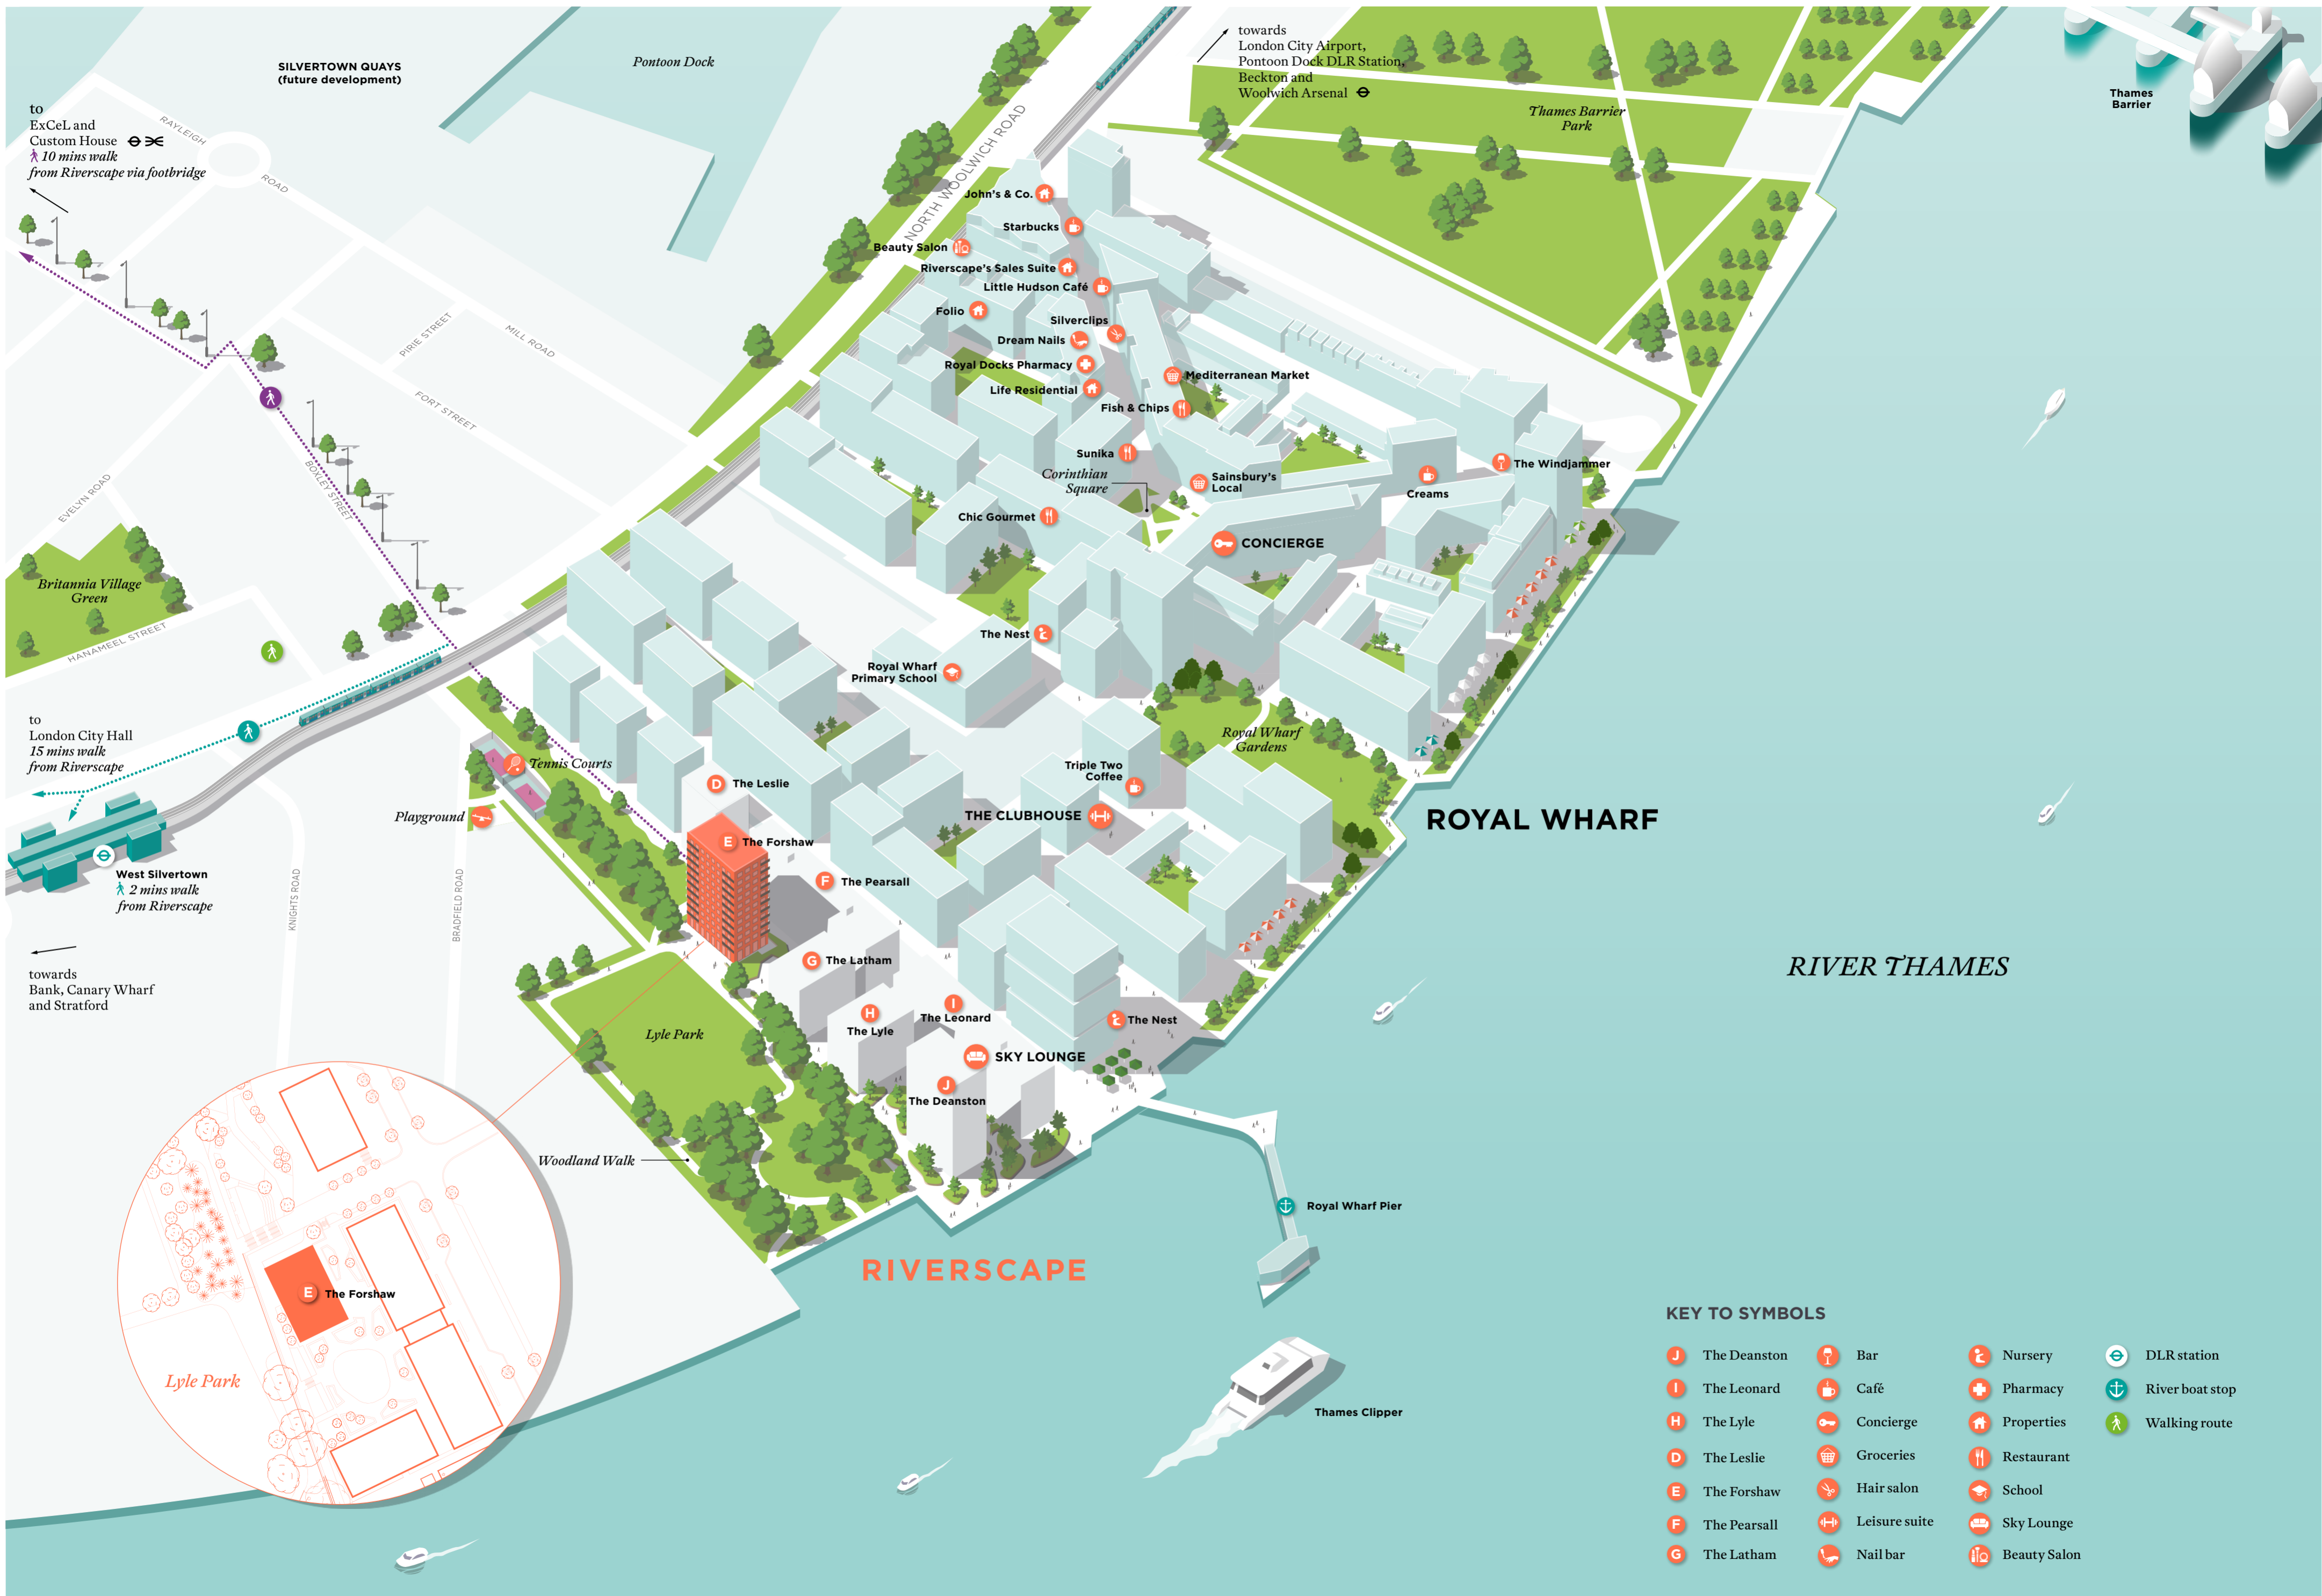 SILVERTOWN QUAYS
(future development)
Pontoon Dock
towards
London City Airport,
Pontoon Dock DLR Station,
Beckton and
Woolwich Arsenal
Thames Barrier
Park
Thames
Barrier
to
ExCeL and
Custom House
10 mins walk
from Riverscape via footbridge
RAYLEIGH
ROAD
NORTH WOOLWICH ROAD
PIRIE STREET
MILL ROAD
FORT STREET
BOXLEY STREET
EVELYN ROAD
Britannia Village
Green
HANAMEEL STREET
John's & Co.
Starbucks
Beauty Salon
Riverscape's Sales Suite
Little Hudson Café
Folio
Silverclips
Dream Nails
Royal Docks Pharmacy
Life Residential
Mediterranean Market
Fish & Chips
Sunika
Corinthian
Square
Sainsbury's
Local
The Windjammer
Creams
Chic Gourmet
CONCIERGE
The Nest
Royal Wharf
Primary School
Royal Wharf
Gardens
Triple Two
Coffee
THE CLUBHOUSE
ROYAL WHARF
to
London City Hall
15 mins walk
from Riverscape
Tennis Courts
Playground
D
The Leslie
E
The Forshaw
F
The Pearsall
West Silvertown
2 mins walk
from Riverscape
KNIGHTS ROAD
BRADFIELD ROAD
towards
Bank, Canary Wharf
and Stratford
G
The Latham
H
The Lyle
I
The Leonard
The Nest
Lyle Park
SKY LOUNGE
J
The Deanston
Woodland Walk
RIVER THAMES
Royal Wharf Pier
RIVERSCAPE
E
The Forshaw
Lyle Park
Thames Clipper
KEY TO SYMBOLS
J The Deanston
I The Leonard
H The Lyle
D The Leslie
E The Forshaw
F The Pearsall
G The Latham
Bar
Café
Concierge
Groceries
Hair salon
Leisure suite
Nail bar
Nursery
Pharmacy
Properties
Restaurant
School
Sky Lounge
Beauty Salon
DLR station
River boat stop
Walking route